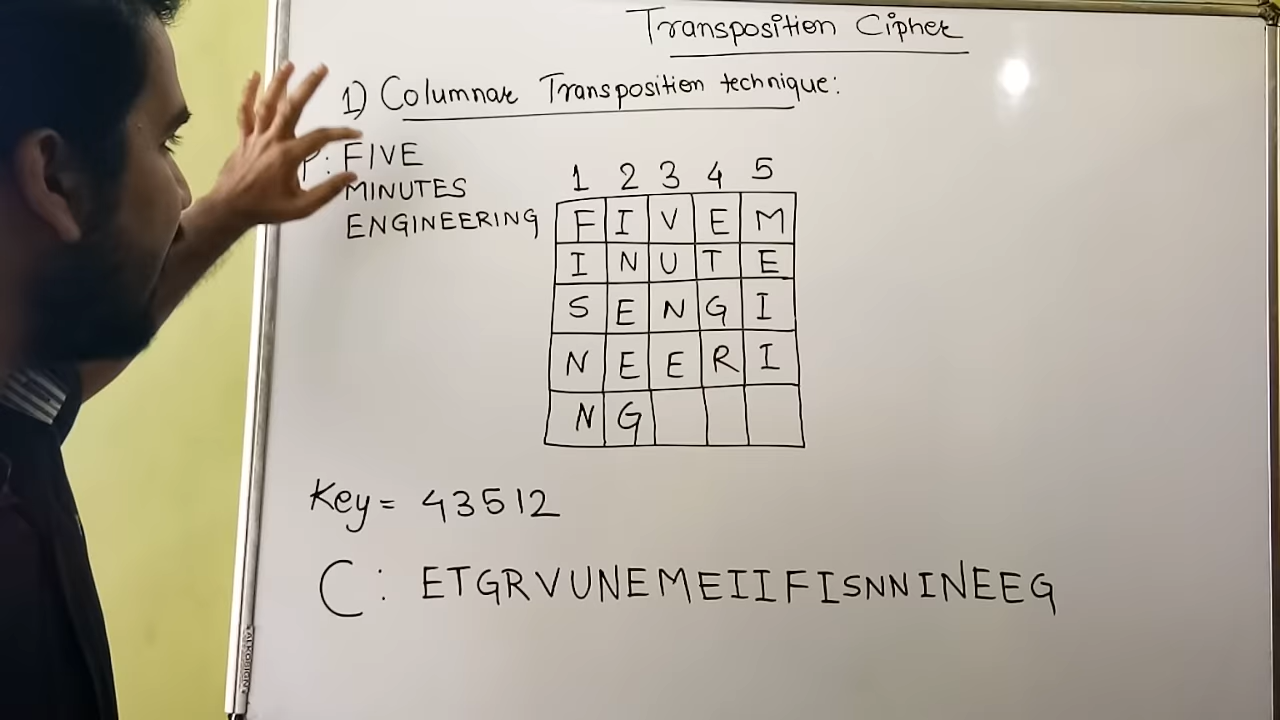 Transposition Cipher
1) Columnar Transposition technique:
P: FIVE
MINUTES
ENGINEERING
1 2 3 4 5
F I V E M
I N U T E
S E N G I
N E E R I
N G
Key = 43512
C: ETGRVUNEMEIIFISNNINEEG